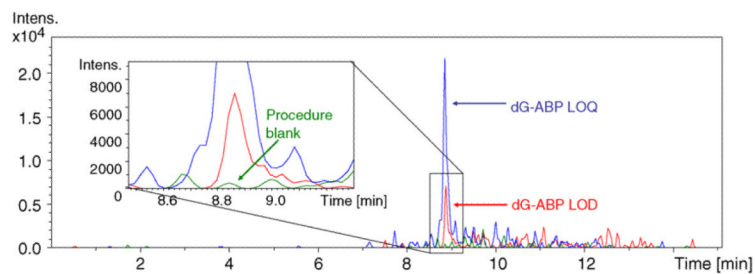 Intens.
x10⁴
2.0
1.5
1.0
0.5
0.0
2
4
6
8
10
12
Time [min]
Intens.
8000
6000
4000
2000
0
8.6
8.8
9.0
Time [min]
Procedure
blank
dG-ABP LOQ
dG-ABP LOD